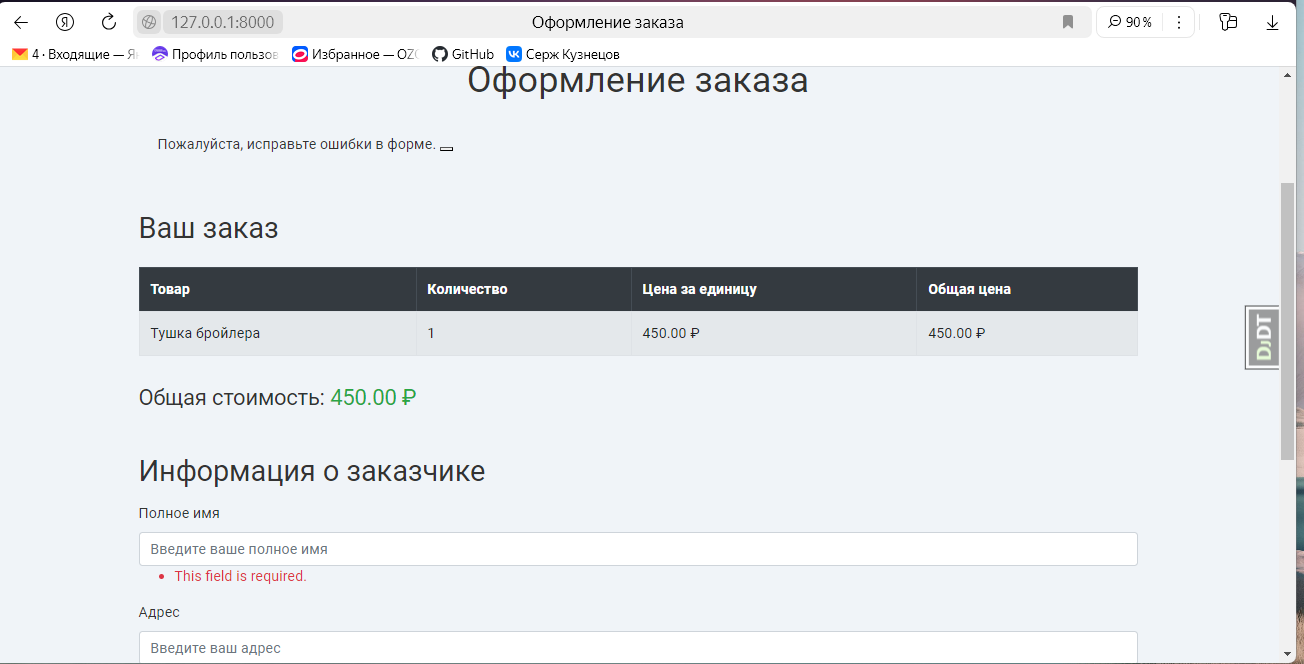 127.0.0.1:8000 Оформление заказа 90 %
4 · Входящие — Ян Профиль пользов Избранное — OZO GitHub Серж Кузнецов
Оформление заказа
Пожалуйста, исправьте ошибки в форме.
Ваш заказ
Товар Количество Цена за единицу Общая цена
Тушка бройлера 1 450.00 ₽ 450.00 ₽
DJDT
Общая стоимость: 450.00 ₽
Информация о заказчике
Полное имя
Введите ваше полное имя
• This field is required.
Адрес
Введите ваш адрес